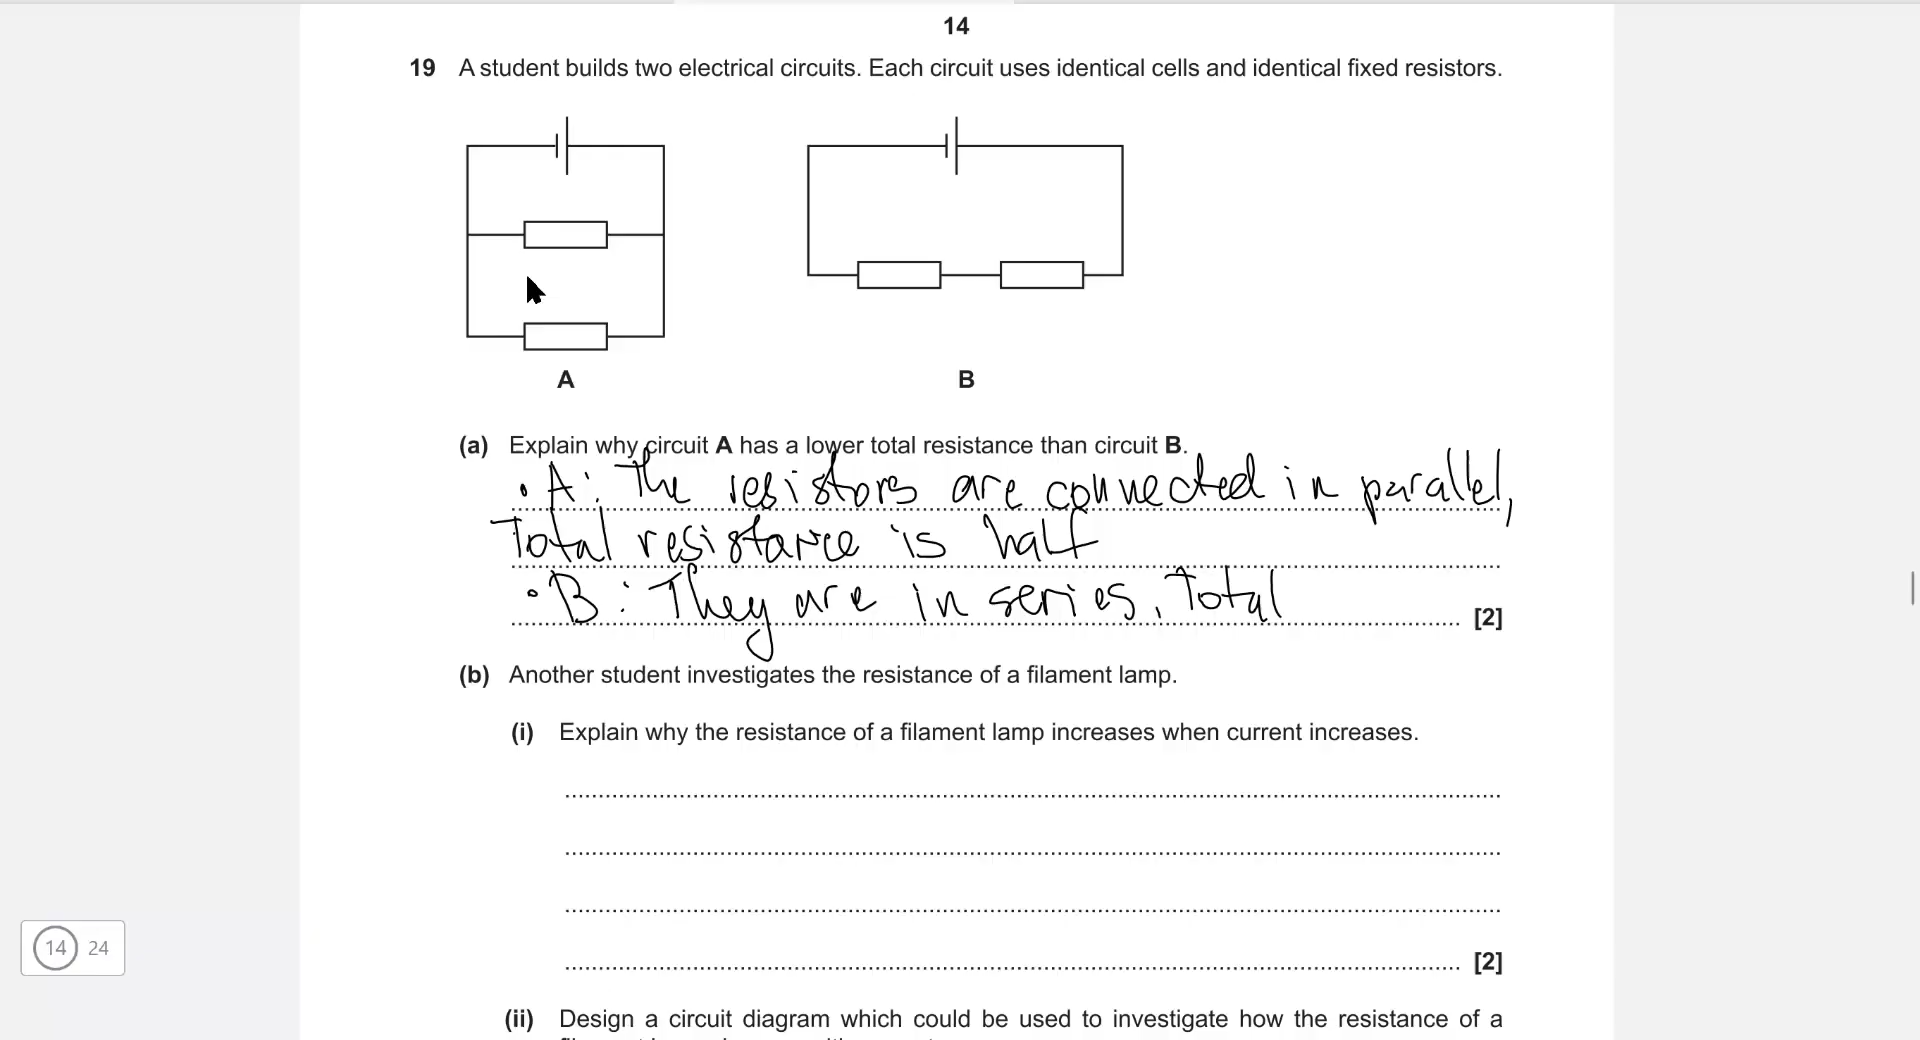 14
19 A student builds two electrical circuits. Each circuit uses identical cells and identical fixed resistors.
A B
(a) Explain why circuit A has a lower total resistance than circuit B.
• A: The resistors are connected in parallel,
Total resistance is half
• B: They are in series. Total
[2]
(b) Another student investigates the resistance of a filament lamp.
(i) Explain why the resistance of a filament lamp increases when current increases.
[2]
14 24
(ii) Design a circuit diagram which could be used to investigate how the resistance of a